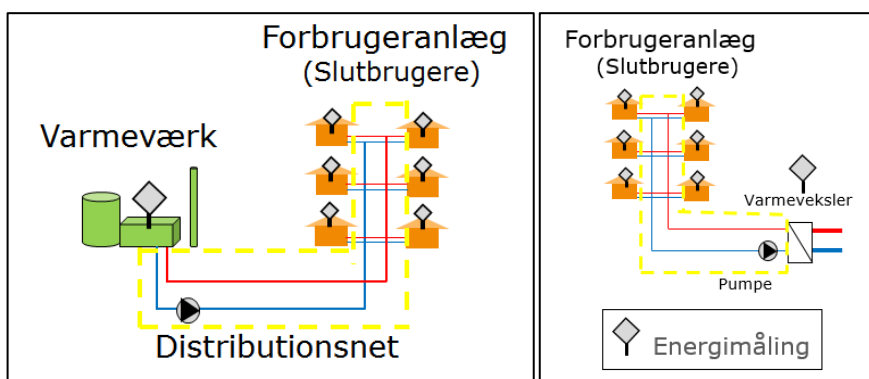 Forbrugeranlæg
(Slutbrugere)
Varmeværk
Distributionsnet
Forbrugeranlæg
(Slutbrugere)
Varmeveksler
Pumpe
Energimåling